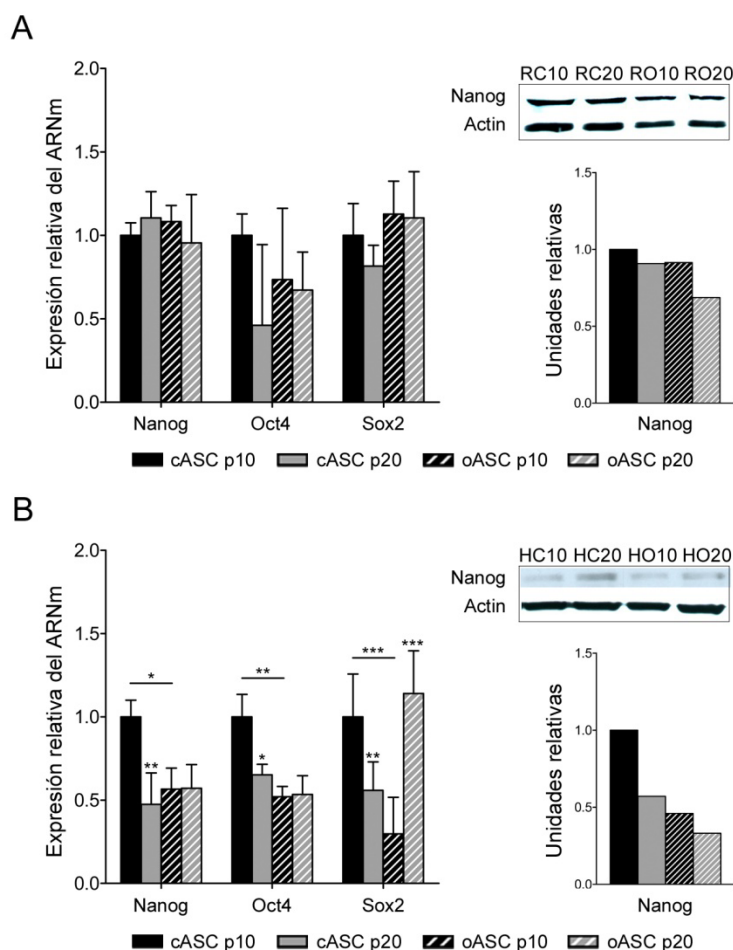 A
Expresión relativa del ARNm
2.0
1.5
1.0
0.5
0.0
Nanog Oct4 Sox2
RC10 RC20 RO10 RO20
Nanog
Actin
Unidades relativas
1.5
1.0
0.5
0.0
Nanog
cASC p10 cASC p20 oASC p10 oASC p20
B
Expresión relativa del ARNm
2.0
1.5
1.0
0.5
0.0
* ** *** ***
** * **
Nanog Oct4 Sox2
HC10 HC20 HO10 HO20
Nanog
Actin
Unidades relativas
1.5
1.0
0.5
0.0
Nanog
cASC p10 cASC p20 oASC p10 oASC p20